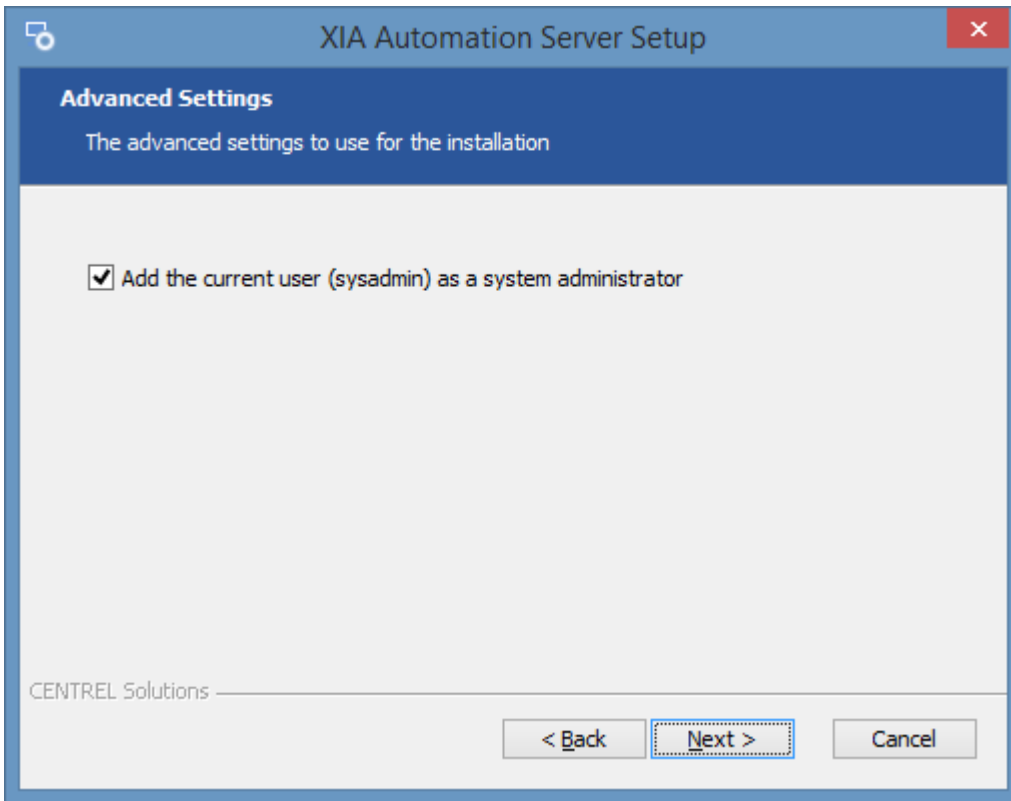 XIA Automation Server Setup
Advanced Settings
The advanced settings to use for the installation
Add the current user (sysadmin) as a system administrator
CENTREL Solutions
< Back Next > Cancel